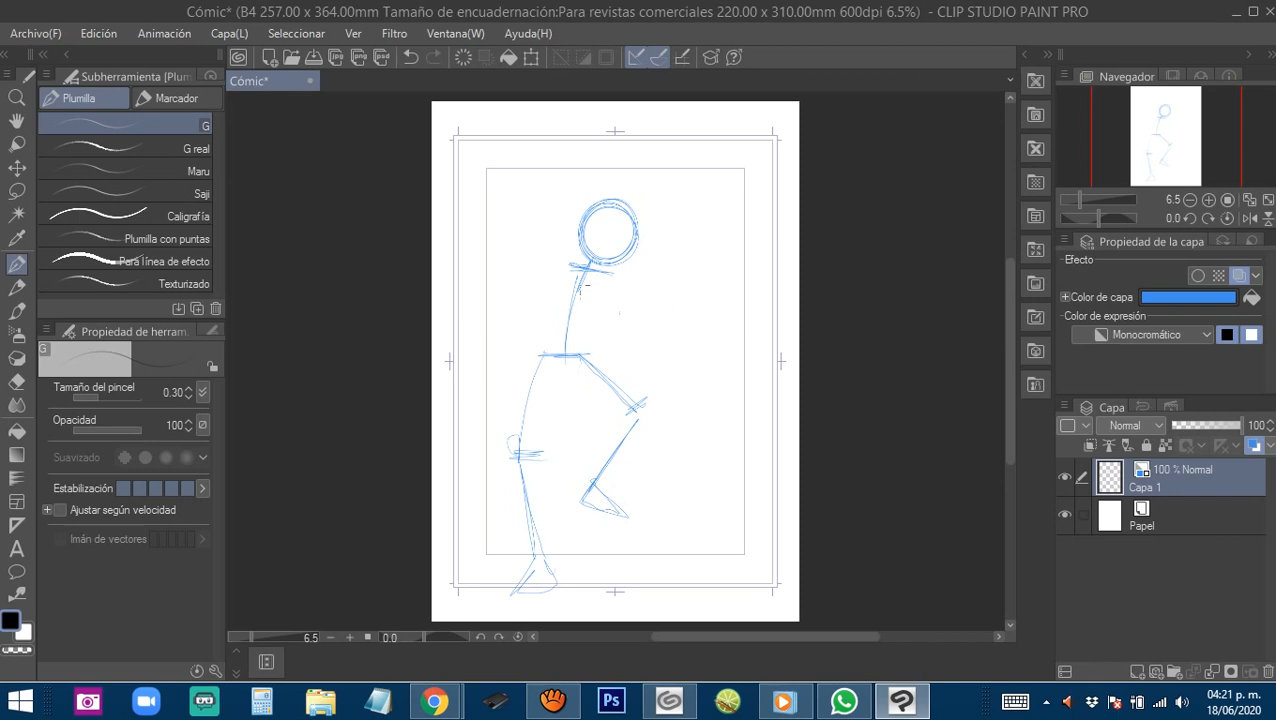 Cómic* (B4 257.00 x 364.00mm Tamaño de encuadernación:Para revistas comerciales 220.00 x 310.00mm 600dpi 6.5%) - CLIP STUDIO PAINT PRO
Archivo(F) Edición Animación Capa(L) Seleccionar Ver Filtro Ventana(W) Ayuda(H)
Subherramienta [Plum
Cómic*
Navegador
Plumilla Marcador
G
G real
Maru
Saji
Caligrafía
Plumilla con puntas
Para línea de efecto
Texturizado
Propiedad de herram
G
Tamaño del pincel 0.30
Opacidad 100
Suavizado
Estabilización
Ajustar según velocidad
Imán de vectores
6.5
0.0
Propiedad de la capa
Efecto
Color de capa
Color de expresión
Monocromático
Capa
Normal 100
100 % Normal
Capa 1
Papel
6.5 0.0
Ps
04:21 p. m.
18/06/2020